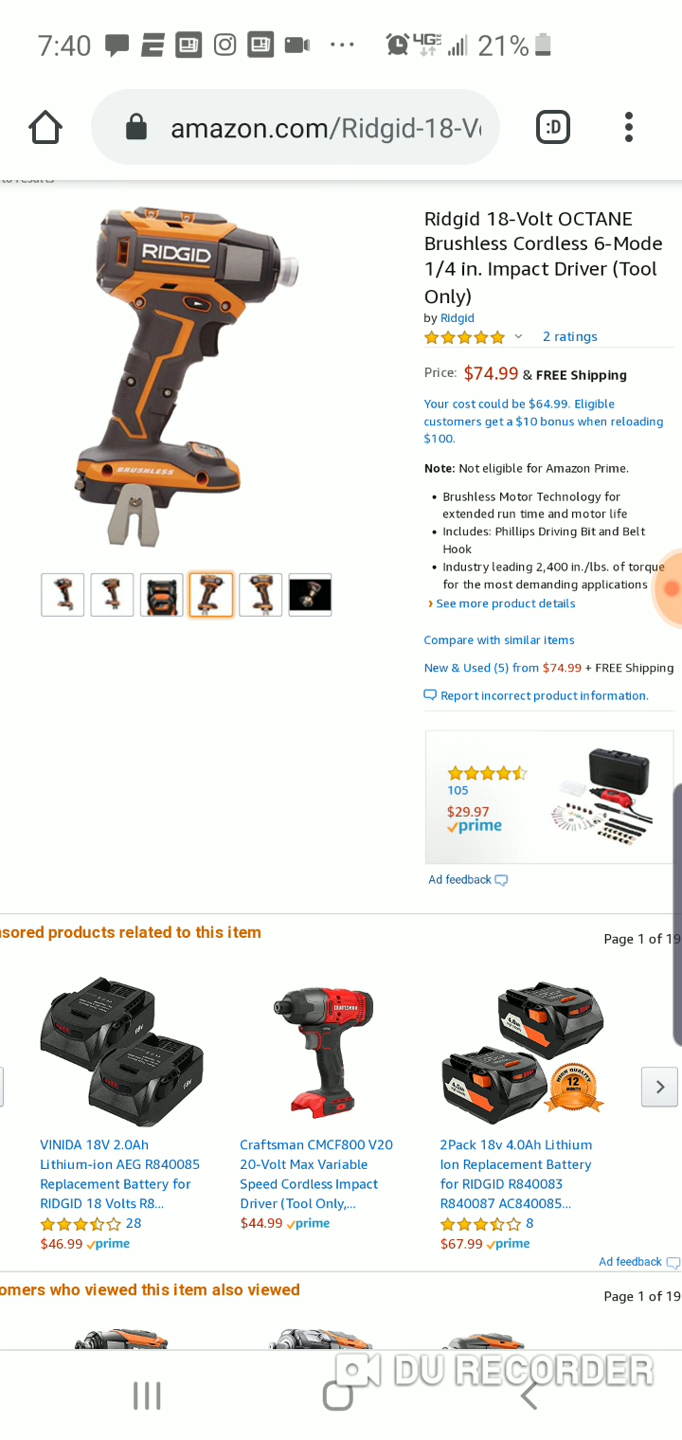 7:40
4GE
21%
amazon.com/Ridgid-18-V
:D
to results
RIDGID
BRUSHLESS
Ridgid 18-Volt OCTANE
Brushless Cordless 6-Mode
1/4 in. Impact Driver (Tool
Only)
by Ridgid
2 ratings
Price: $74.99 & FREE Shipping
Your cost could be $64.99. Eligible
customers get a $10 bonus when reloading
$100.
Note: Not eligible for Amazon Prime.
• Brushless Motor Technology for
extended run time and motor life
• Includes: Phillips Driving Bit and Belt
Hook
• Industry leading 2,400 in./lbs. of torque
for the most demanding applications
› See more product details
Compare with similar items
New & Used (5) from $74.99 + FREE Shipping
Report incorrect product information.
105
$29.97
prime
Ad feedback
nsored products related to this item
Page 1 of 19
CRAFTSMAN
HIGH QUALITY
12
MONTH
VINIDA 18V 2.0Ah
Lithium-ion AEG R840085
Replacement Battery for
RIDGID 18 Volts R8...
28
$46.99 prime
Craftsman CMCF800 V20
20-Volt Max Variable
Speed Cordless Impact
Driver (Tool Only,...
$44.99 prime
2Pack 18v 4.0Ah Lithium
Ion Replacement Battery
for RIDGID R840083
R840087 AC840085...
8
$67.99 prime
Ad feedback
omers who viewed this item also viewed
Page 1 of 19
DU RECORDER